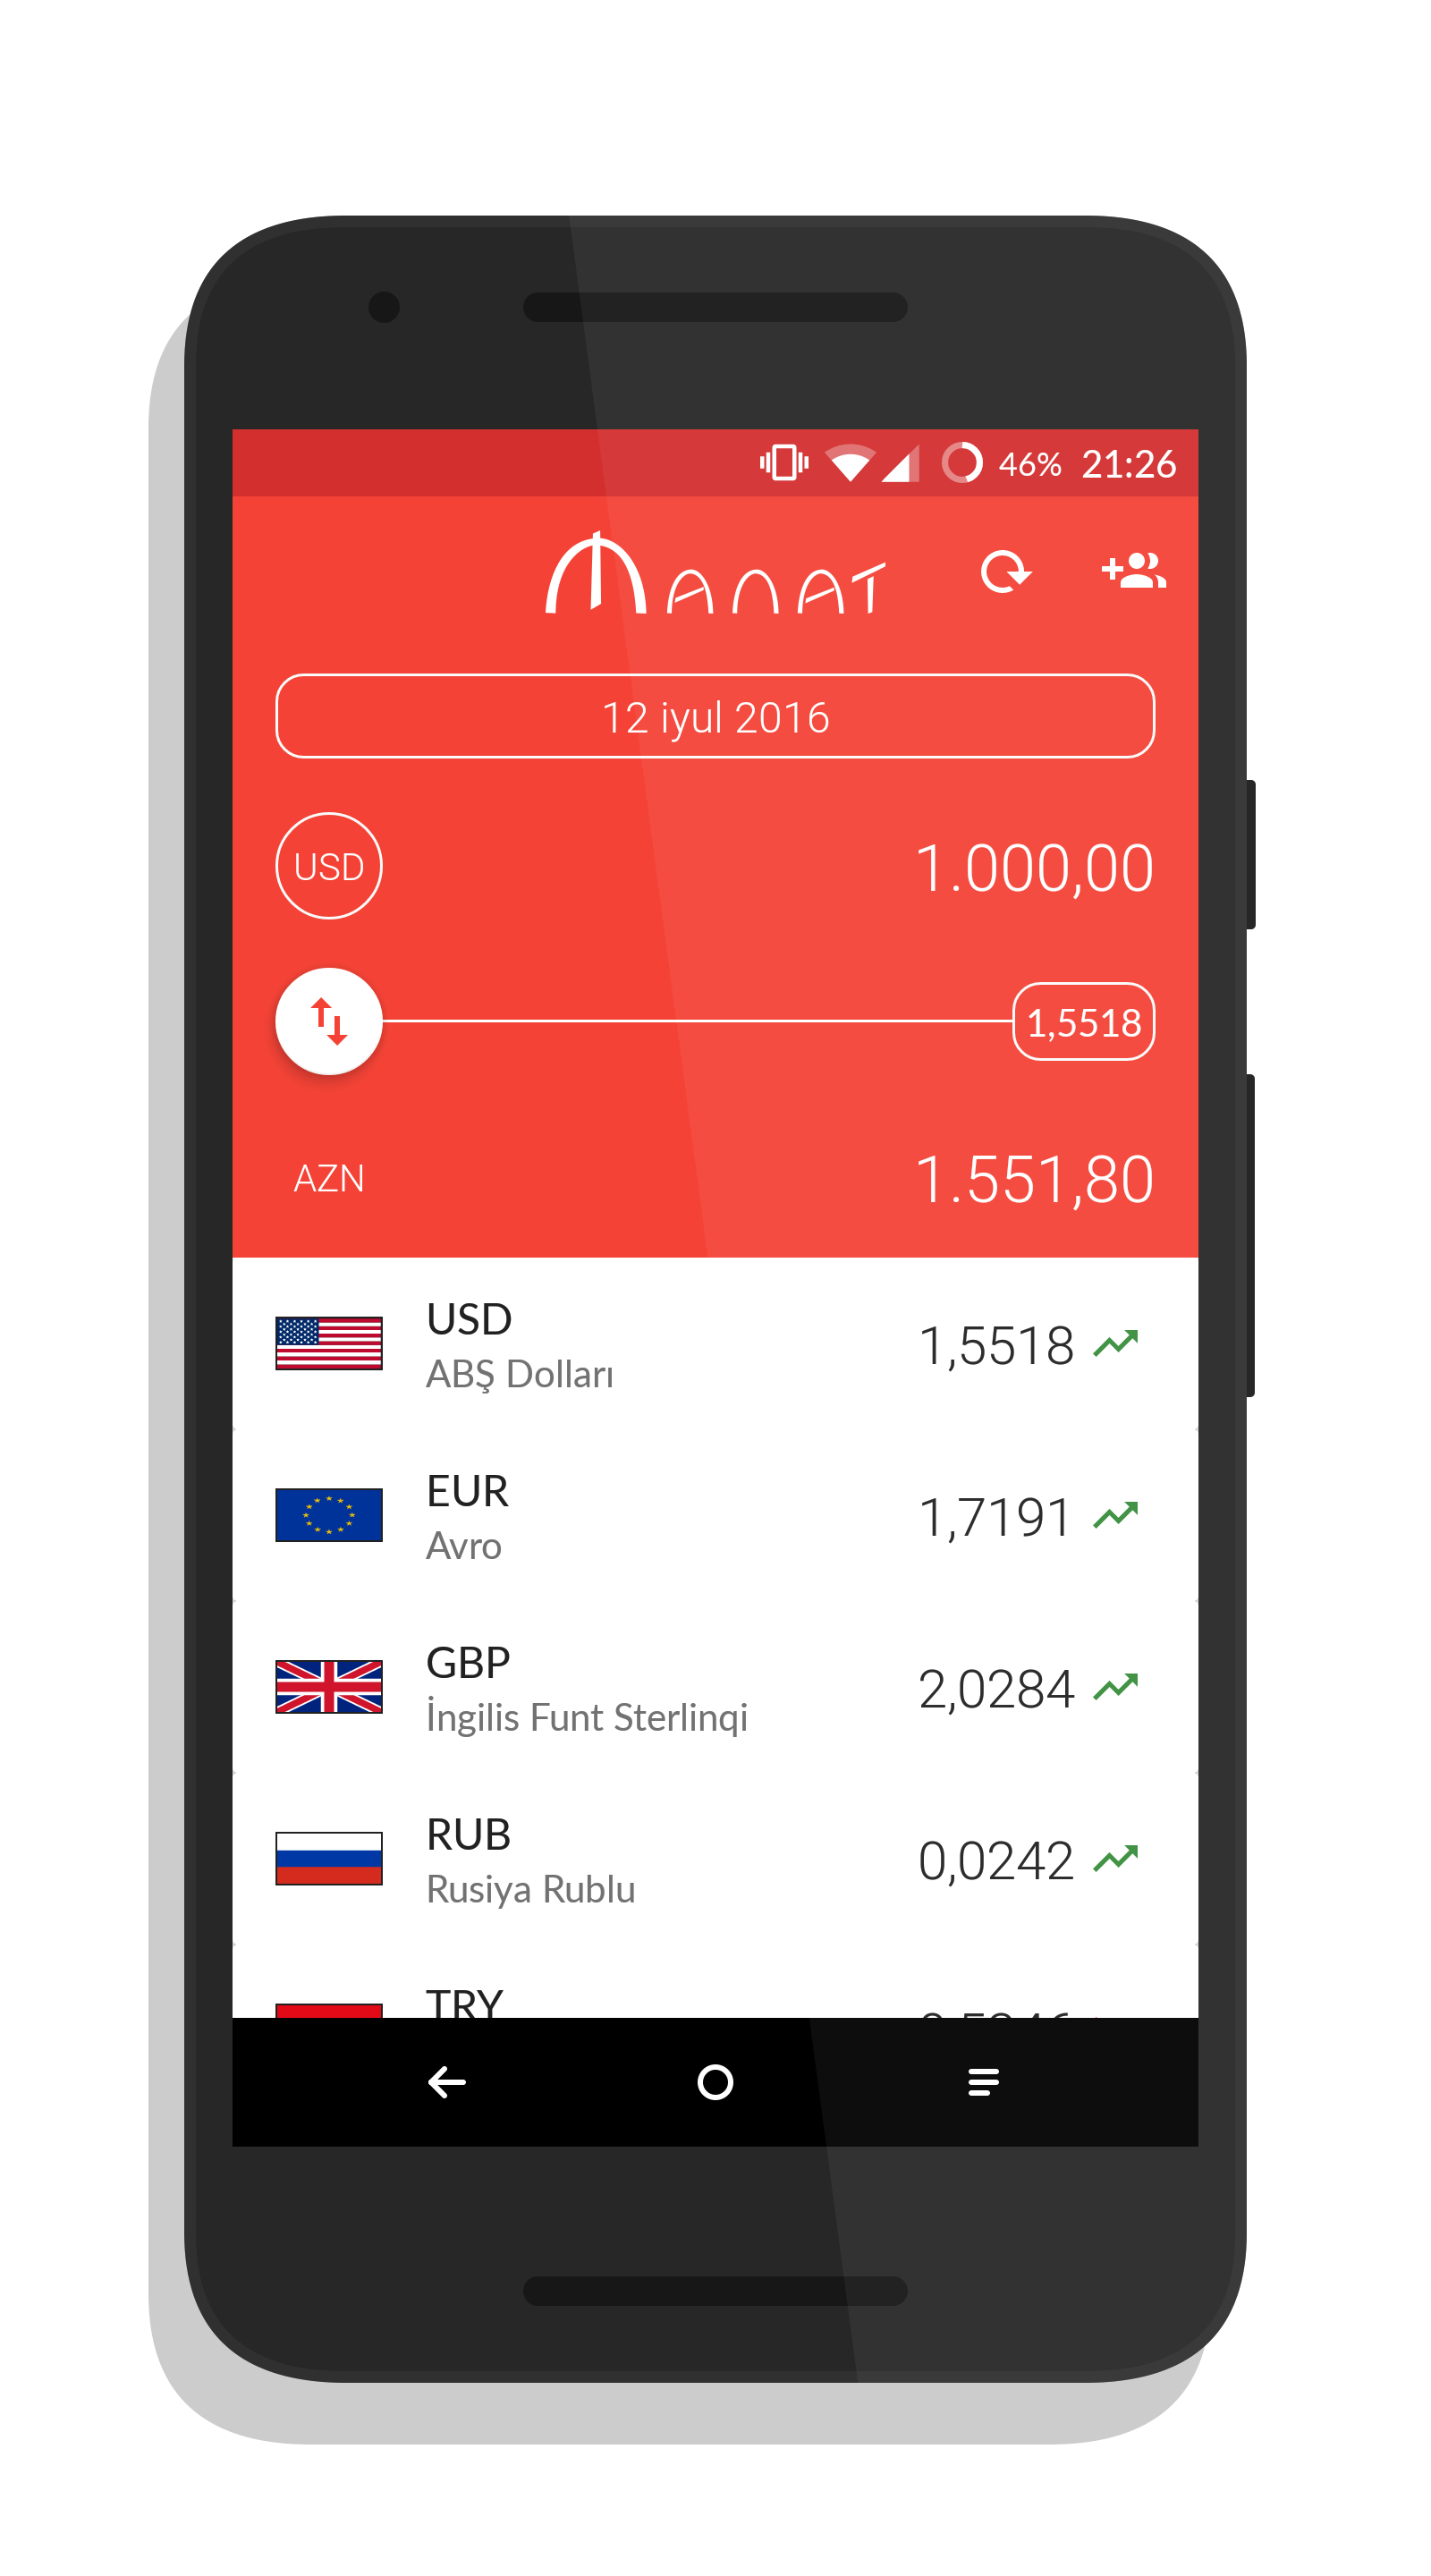 46% 21:26
MANAT
12 iyul 2016
USD 1.000,00
1,5518
AZN 1.551,80
USD
ABŞ Dolları
1,5518
EUR
Avro
1,7191
GBP
İngilis Funt Sterlinqi
2,0284
RUB
Rusiya Rublu
0,0242
TRY